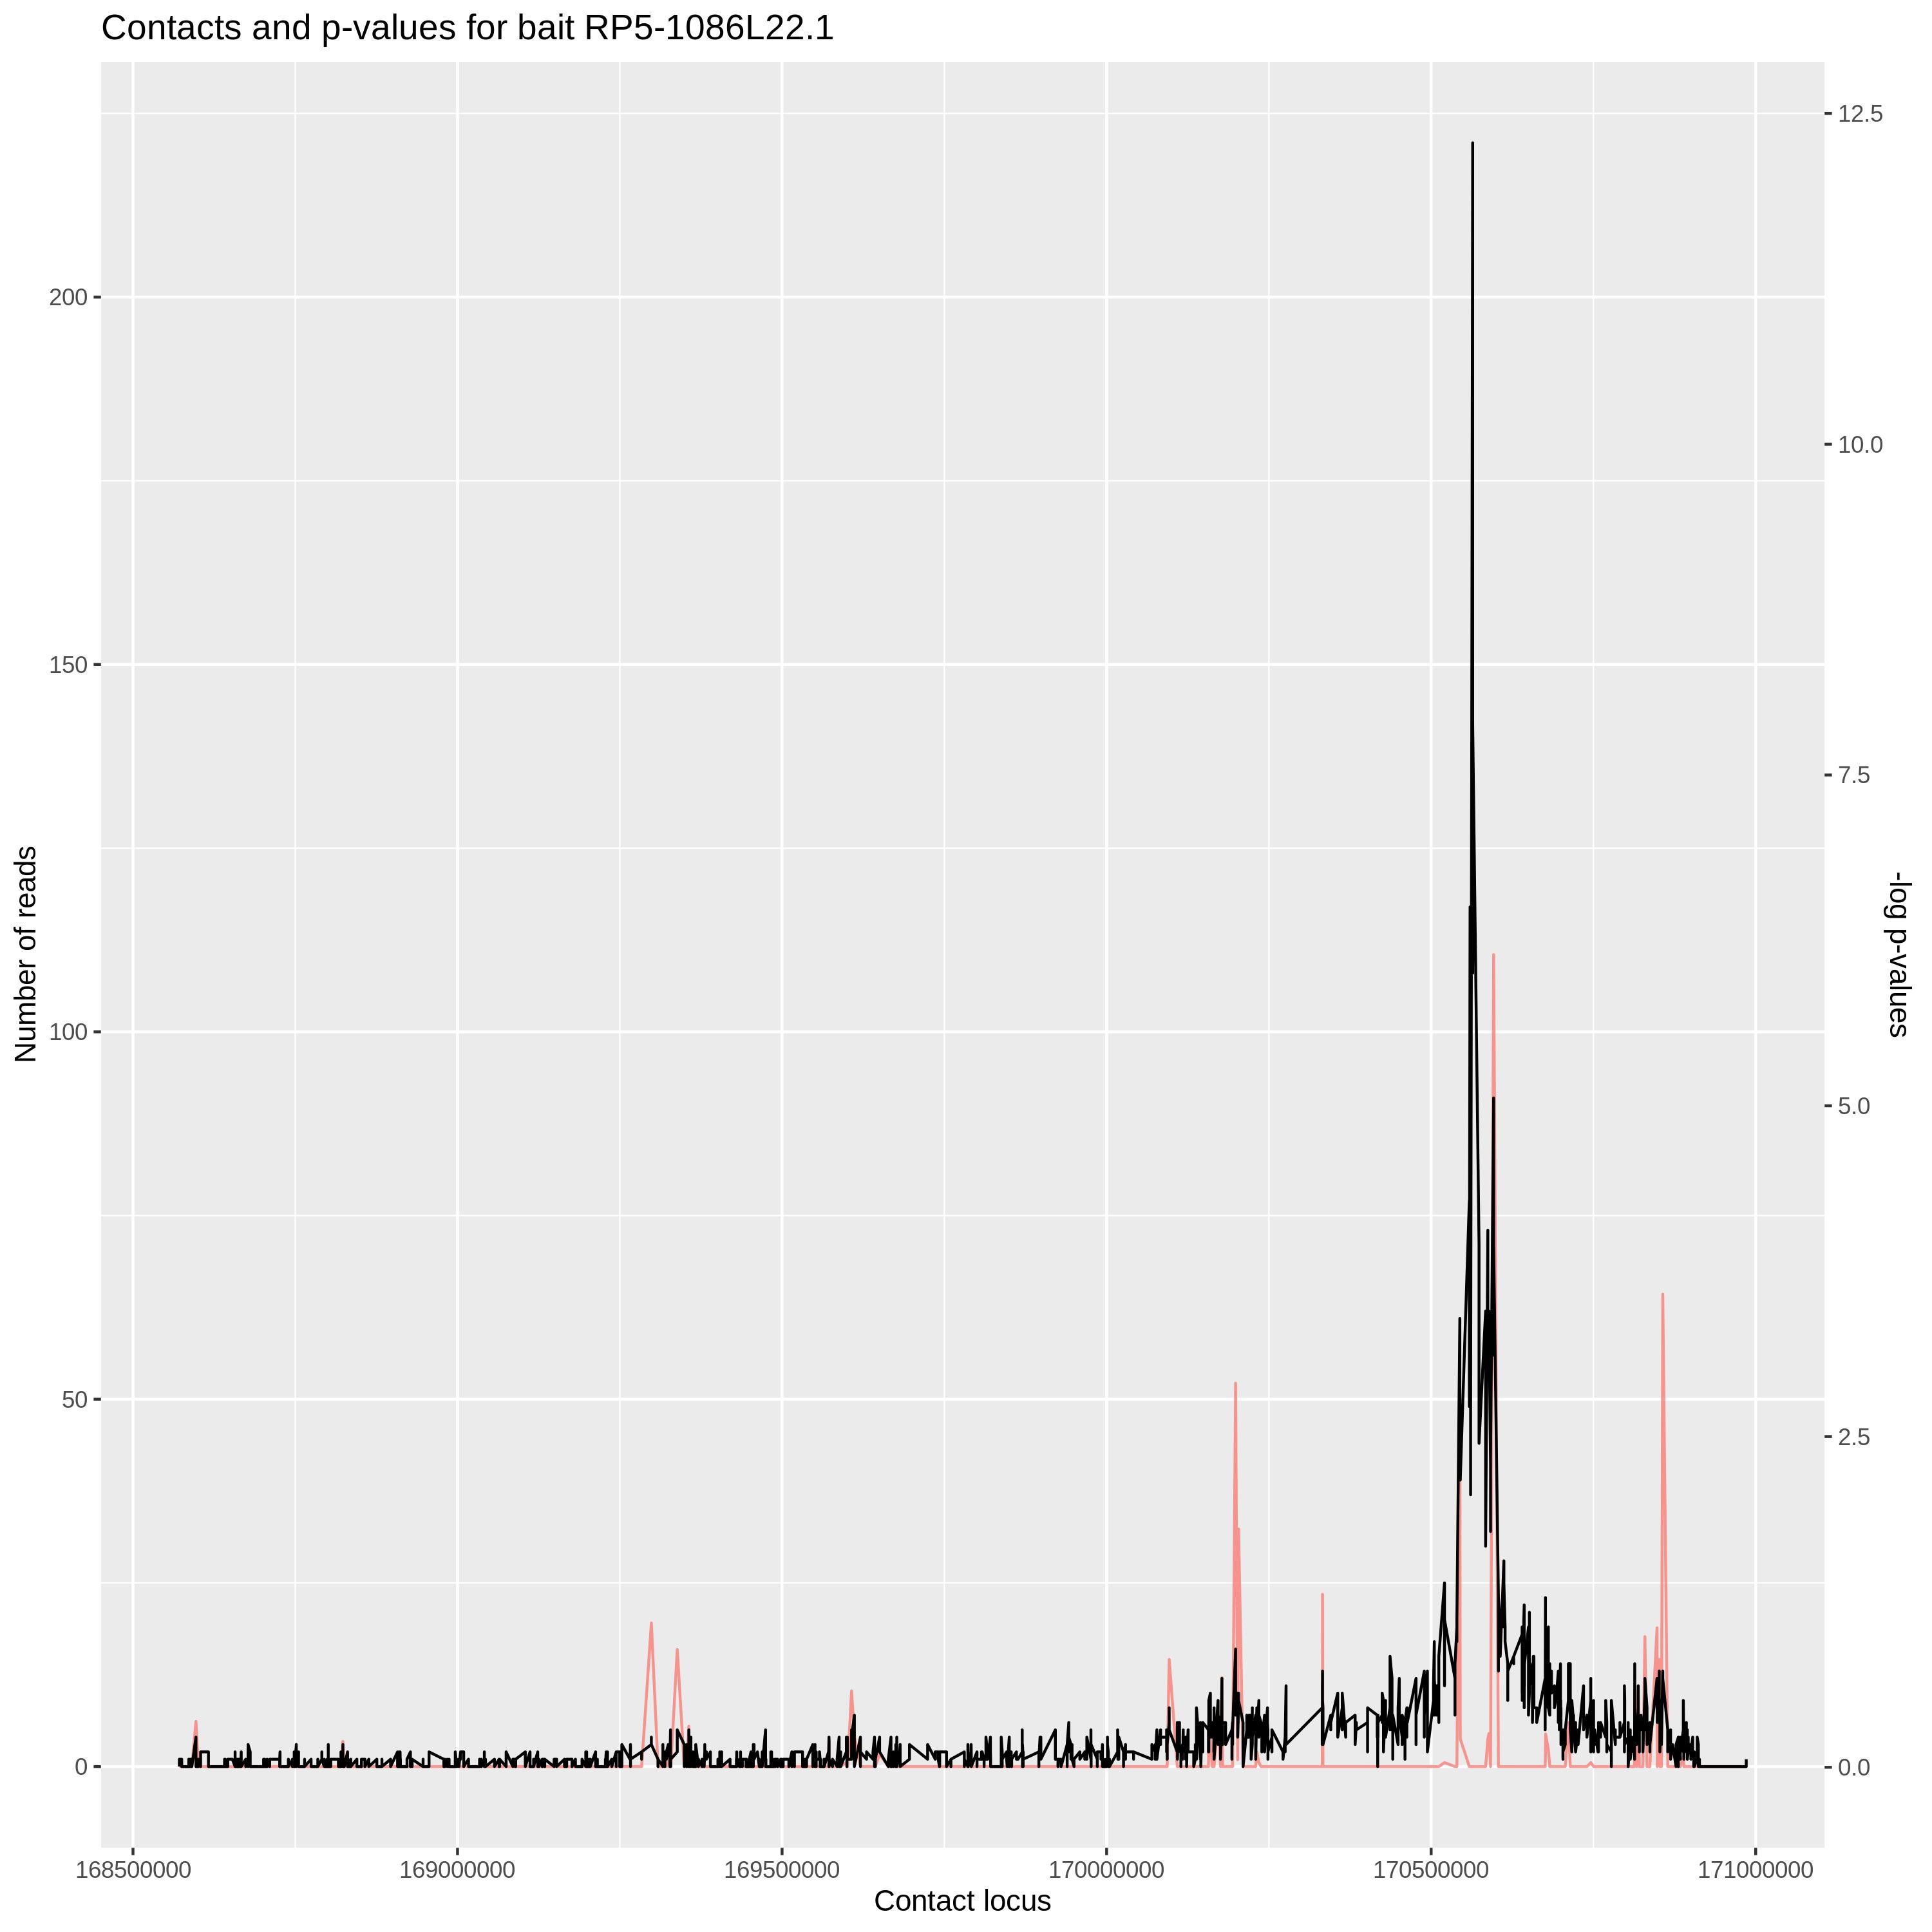 Contacts and p-values for bait RP5-1086L22.1
Number of reads
200
150
100
50
0
12.5
10.0
7.5
5.0
2.5
0.0
-log p-values
168500000 169000000 169500000 170000000 170500000 171000000
Contact locus